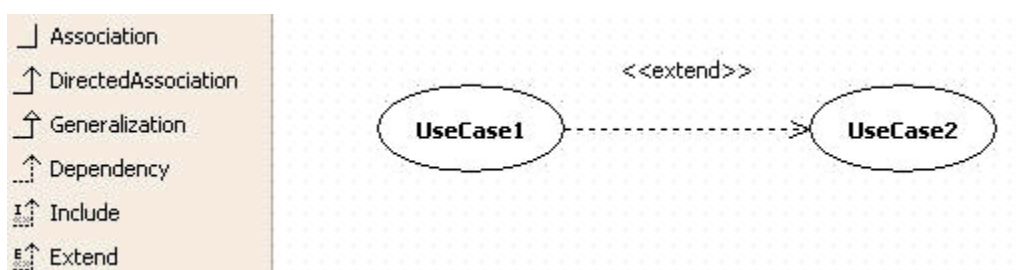 Association
DirectedAssociation
Generalization
Dependency
Include
Extend
<<extend>>
UseCase1
UseCase2